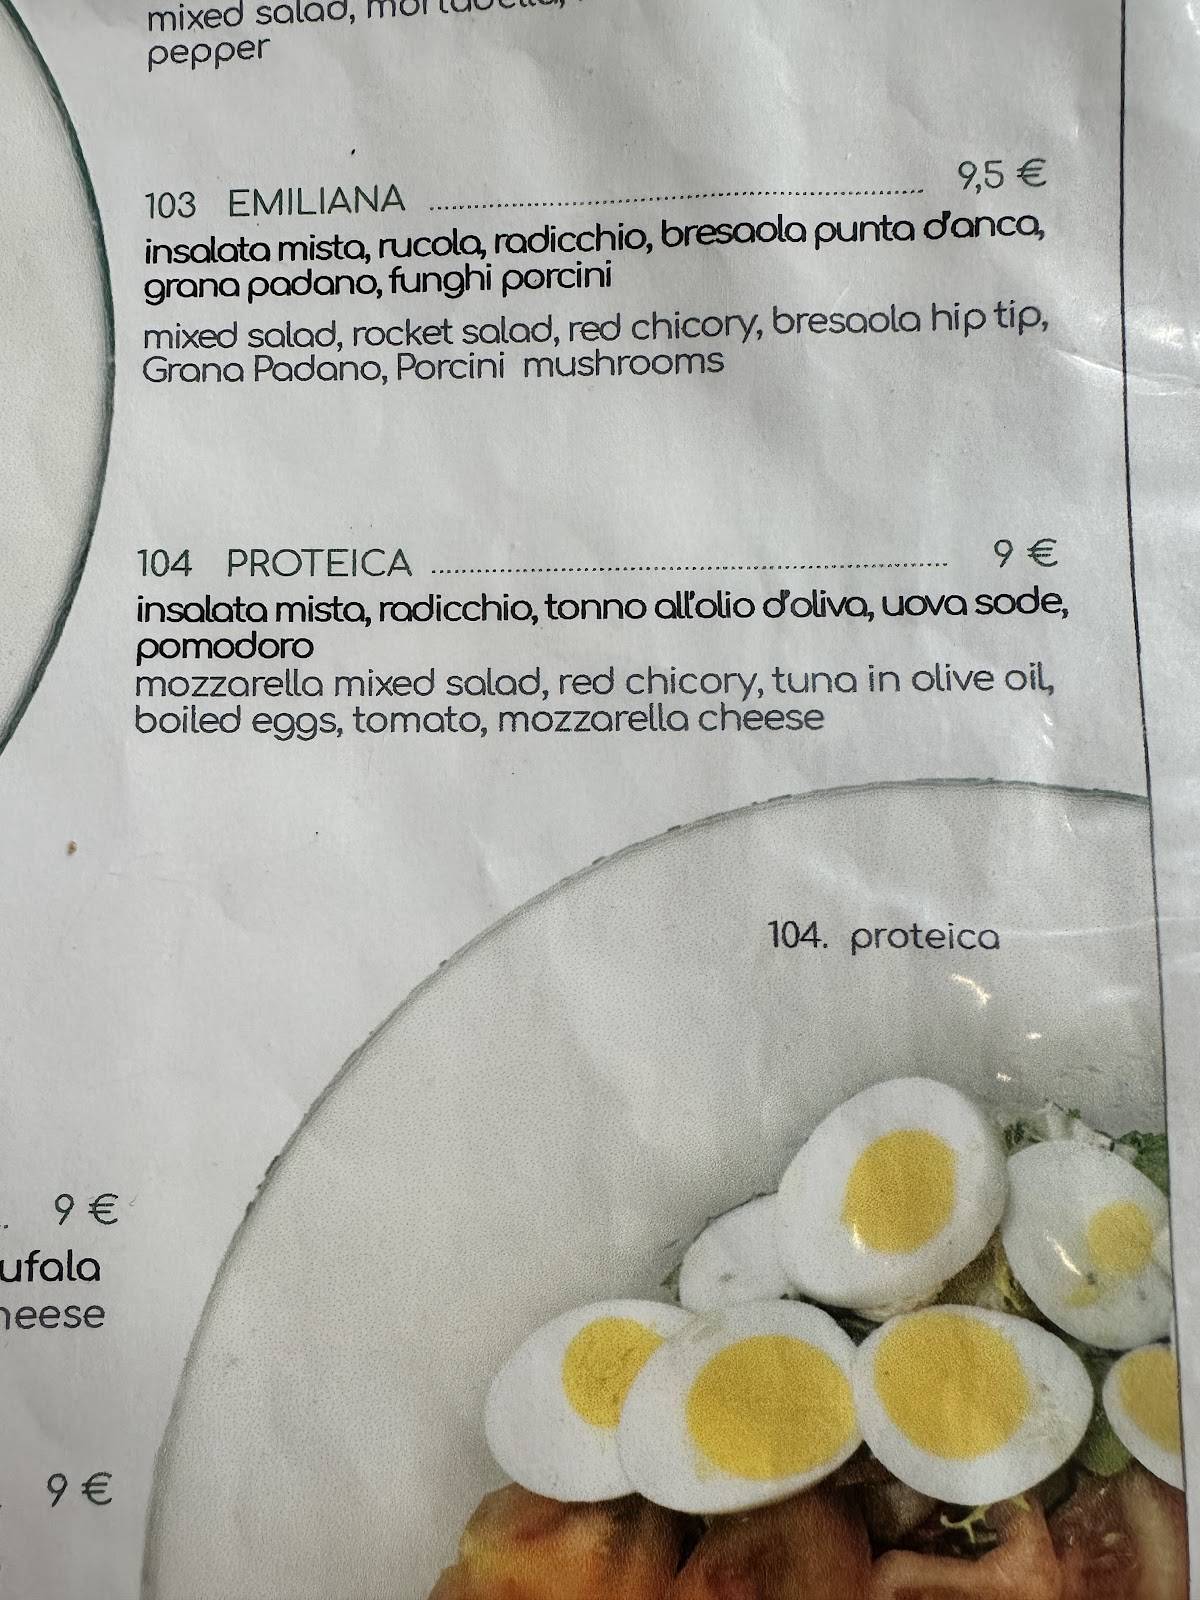 mixed salad, mortadella,
pepper
103 EMILIANA 9,5 €
insalata mista, rucola, radicchio, bresaola punta d'anca,
grana padano, funghi porcini
mixed salad, rocket salad, red chicory, bresaola hip tip,
Grana Padano, Porcini mushrooms
104 PROTEICA 9 €
insalata mista, radicchio, tonno all'olio d'oliva, uova sode,
pomodoro
mozzarella mixed salad, red chicory, tuna in olive oil,
boiled eggs, tomato, mozzarella cheese
104. proteica
9 €
ufala
heese
9 €